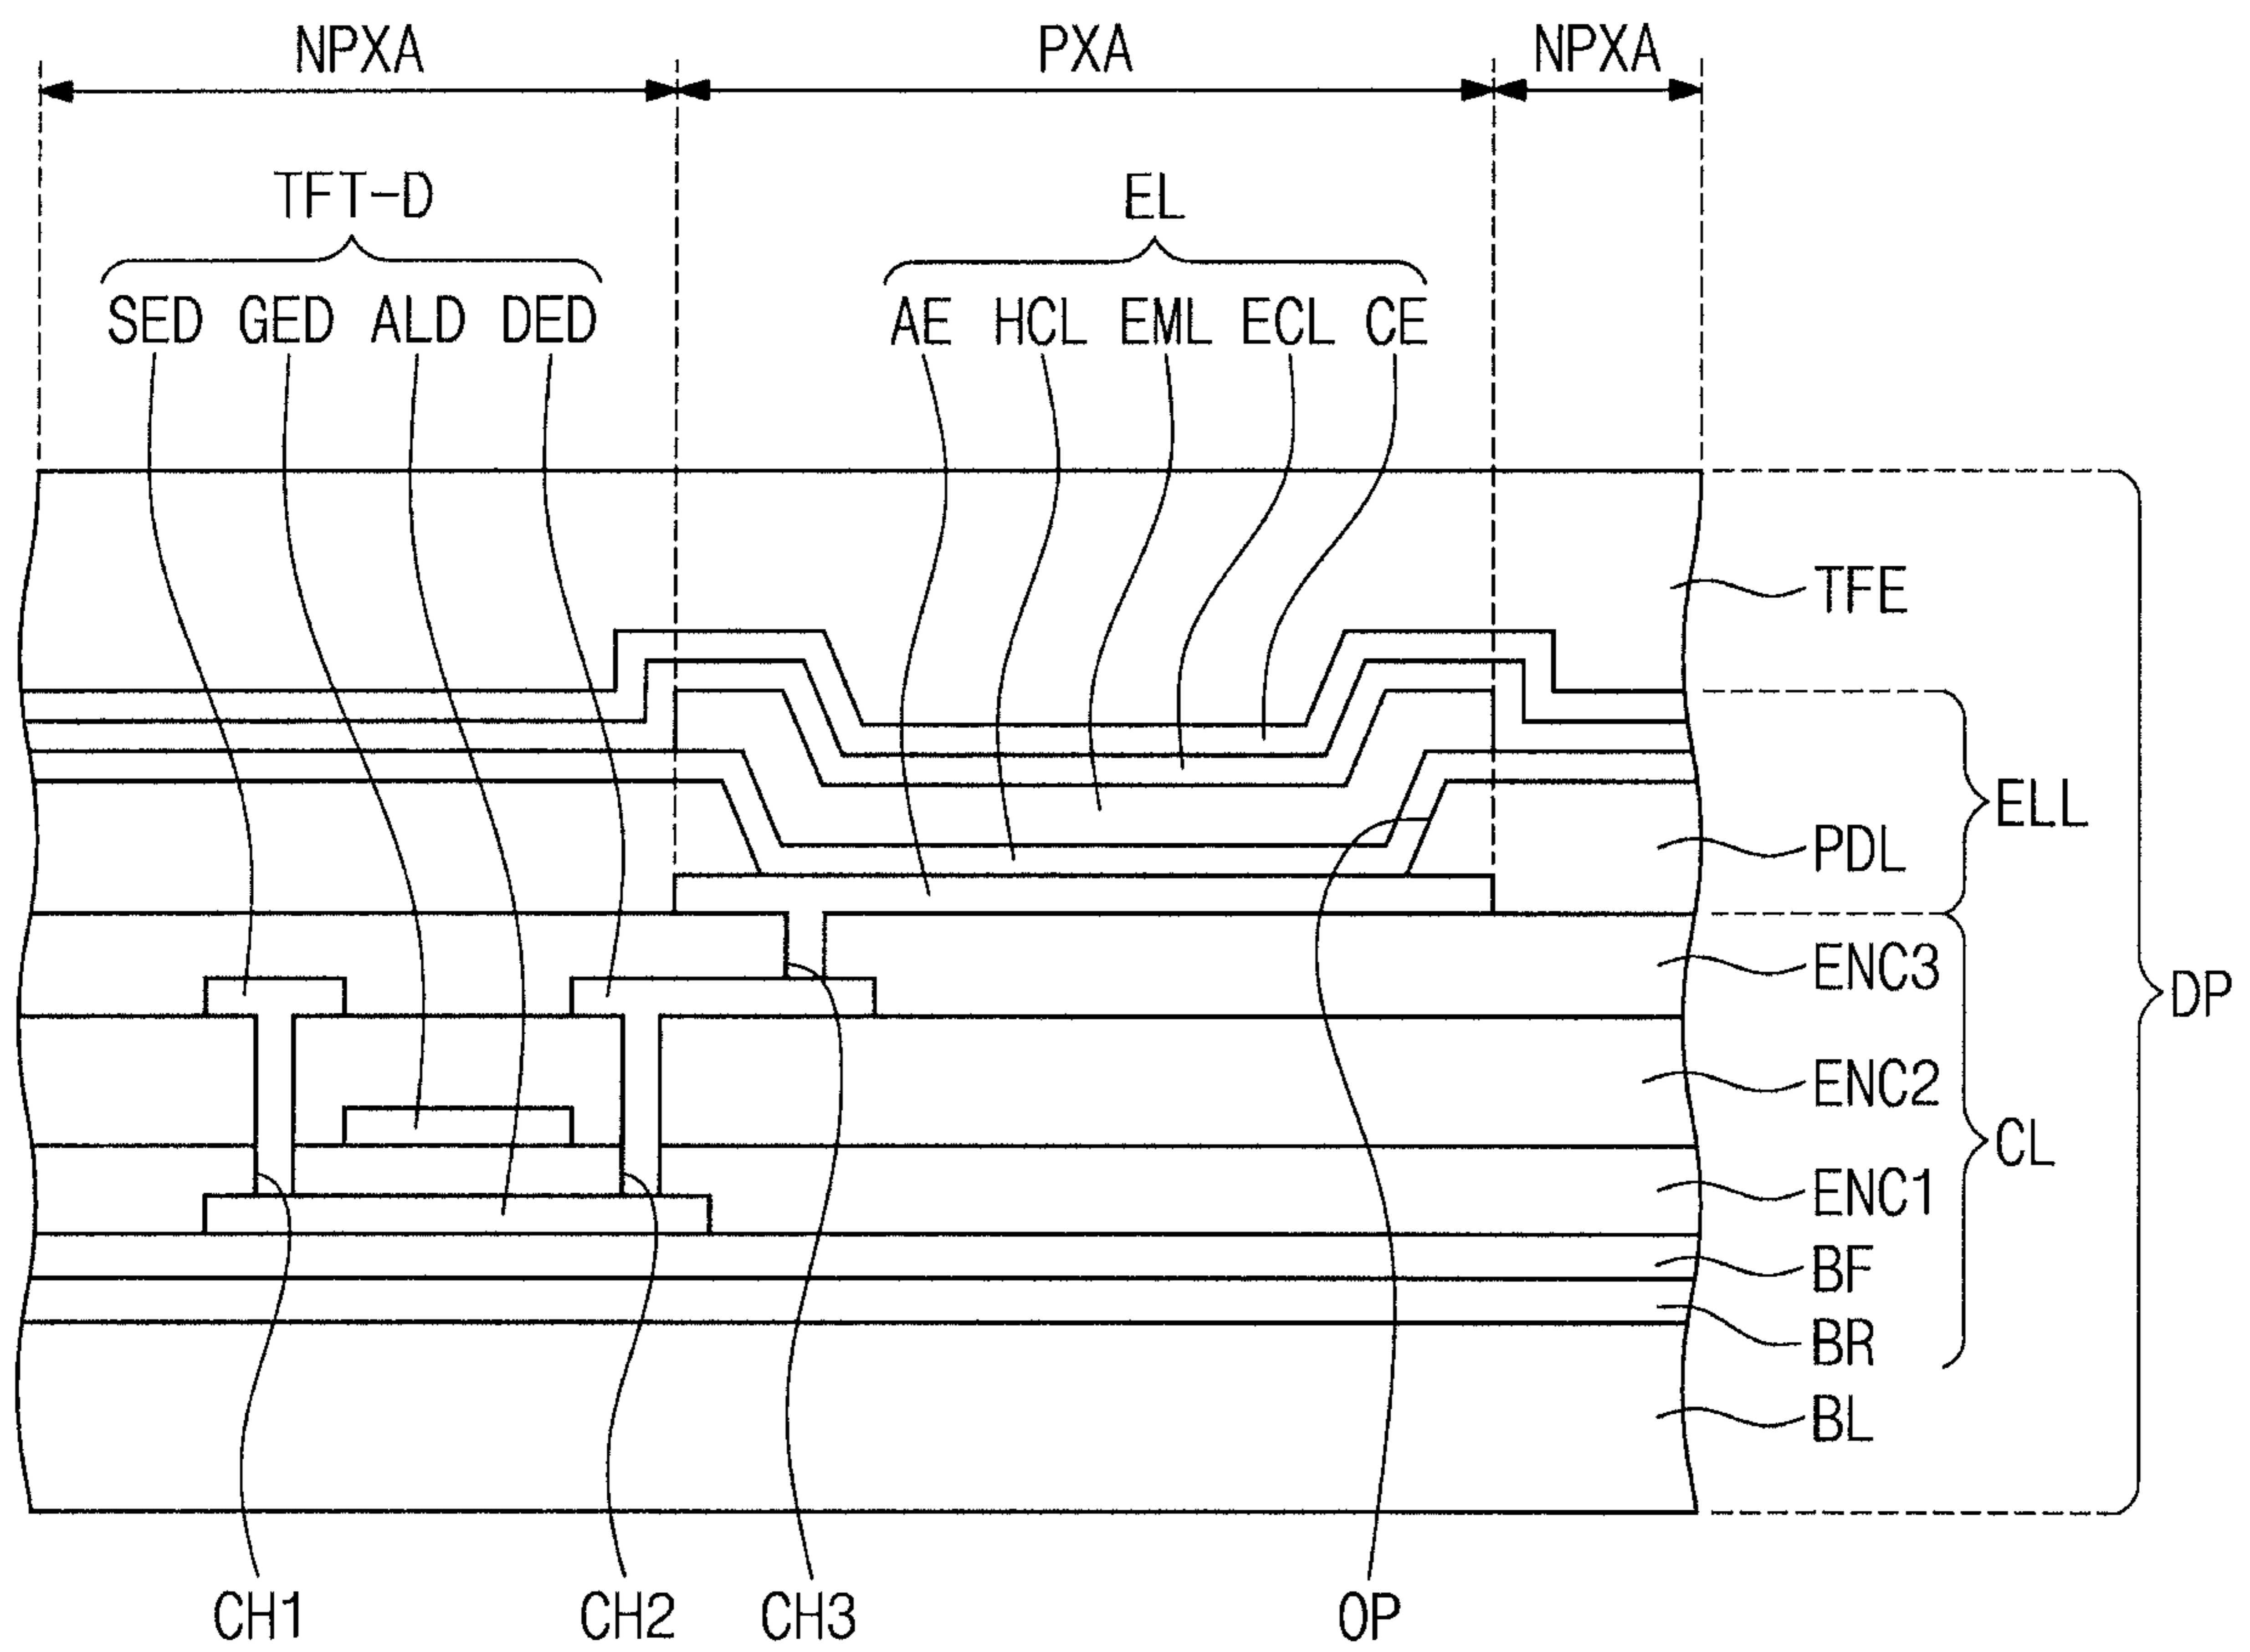 NPXA PXA NPXA
TFT-D EL
SED GED ALD DED AE HCL EML ECL CE
TFE
ELL
PDL
ENC3
DP
ENC2
CL
ENC1
BF
BR
BL
CH1 CH2 CH3 OP